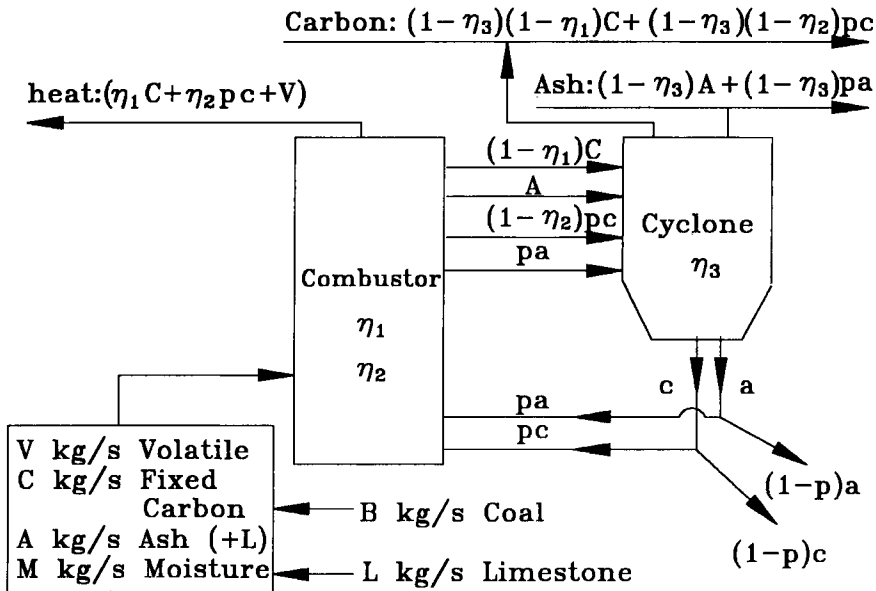 Carbon: (1-η₃)(1-η₁)C+(1-η₃)(1-η₂)pc
heat:(η₁C+η₂pc+V)
Ash:(1-η₃)A+(1-η₃)pa
(1-η₁)C
A
(1-η₂)pc
pa
Combustor
η₁
η₂
Cyclone
η₃
c
a
pa
pc
(1-p)a
(1-p)c
V kg/s Volatile
C kg/s Fixed
Carbon
A kg/s Ash (+L)
M kg/s Moisture
B kg/s Coal
L kg/s Limestone